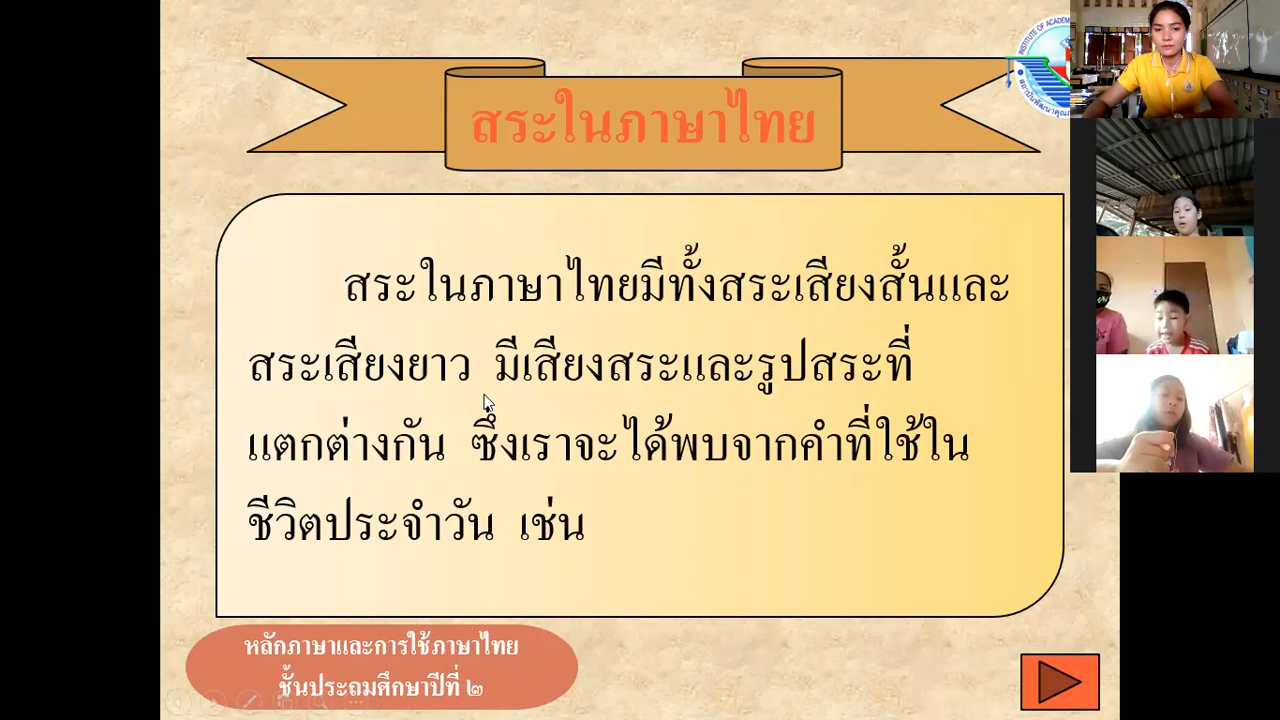 สระในภาษาไทย
INSTITUTE OF ACADEM
สระในภาษาไทยมีทั้งสระเสียงสั้นและ
สระเสียงยาว มีเสียงสระและรูปสระที่
แตกต่างกัน ซึ่งเราจะได้พบจากคำที่ใช้ใน
ชีวิตประจำวัน เช่น
หลักภาษาและการใช้ภาษาไทย
ชั้นประถมศึกษาปีที่ ๒